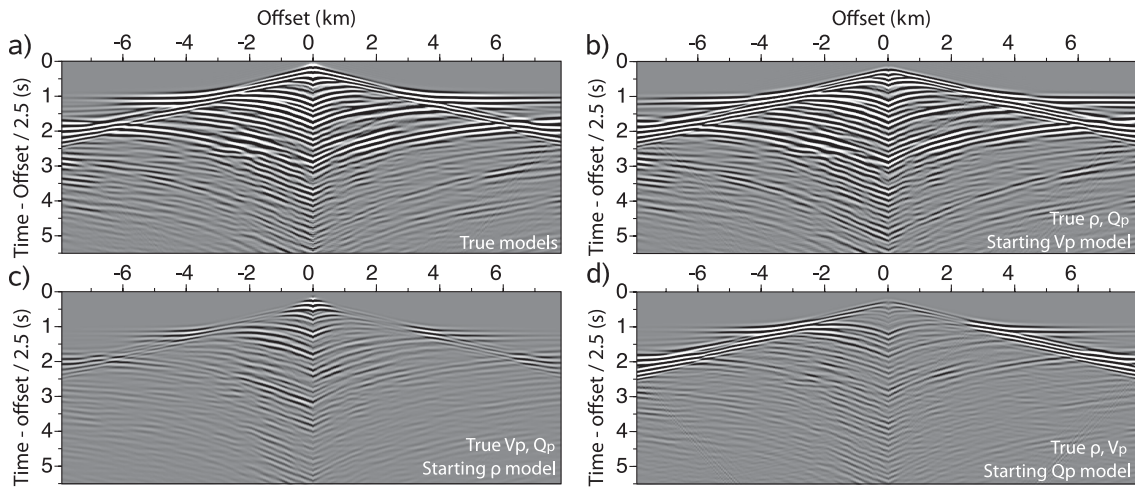 Offset (km)
Offset (km)
a)
-6 -4 -2 0 2 4 6
b)
-6 -4 -2 0 2 4 6
Time - Offset / 2.5 (s)
0
1
2
3
4
5
True models
Time - offset / 2.5 (s)
0
1
2
3
4
5
True ρ, Qp
Starting Vp model
c)
-6 -4 -2 0 2 4 6
d)
-6 -4 -2 0 2 4 6
Time - offset / 2.5 (s)
0
1
2
3
4
5
True Vp, Qp
Starting ρ model
Time - offset / 2.5 (s)
0
1
2
3
4
5
True ρ, Vp
Starting Qp model